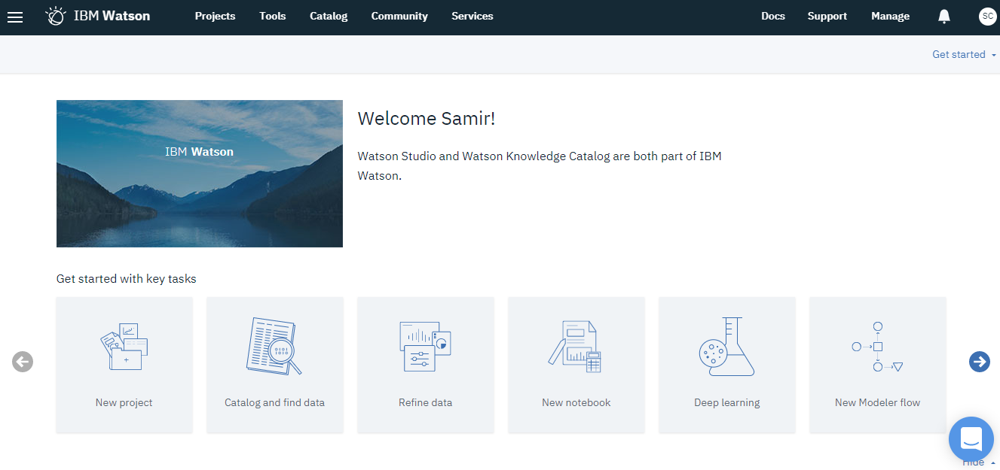 IBM Watson
Projects
Tools
Catalog
Community
Services
Docs
Support
Manage
SC
Get started
IBM Watson
Welcome Samir!
Watson Studio and Watson Knowledge Catalog are both part of IBM
Watson.
Get started with key tasks
0101
1010
New project
Catalog and find data
Refine data
New notebook
Deep learning
New Modeler flow
Hide